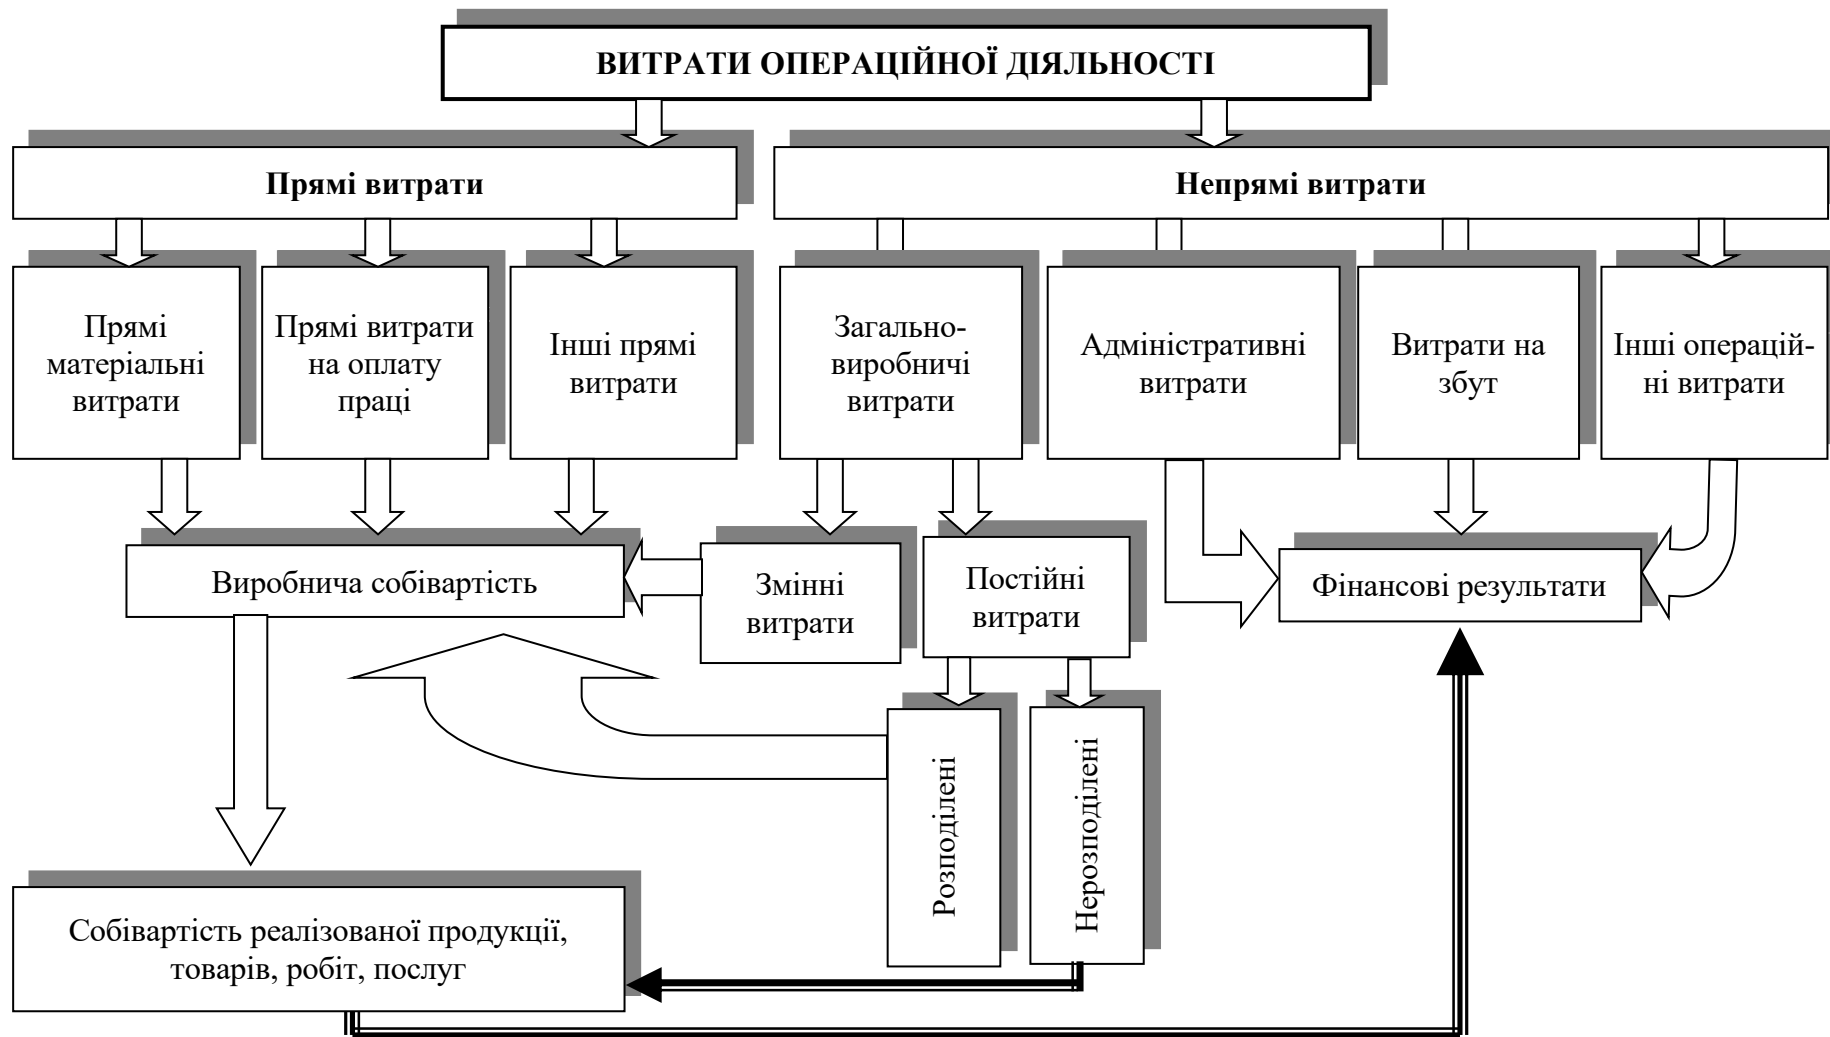 ВИТРАТИ ОПЕРАЦІЙНОЇ ДІЯЛЬНОСТІ
Прямі витрати
Непрямі витрати
Прямі
матеріальні
витрати
Прямі витрати
на оплату
праці
Інші прямі
витрати
Загально-
виробничі
витрати
Адміністративні
витрати
Витрати на
збут
Інші операцій-
ні витрати
Виробнича собівартість
Змінні
витрати
Постійні
витрати
Фінансові результати
Розподілені
Нерозподілені
Собівартість реалізованої продукції,
товарів, робіт, послуг